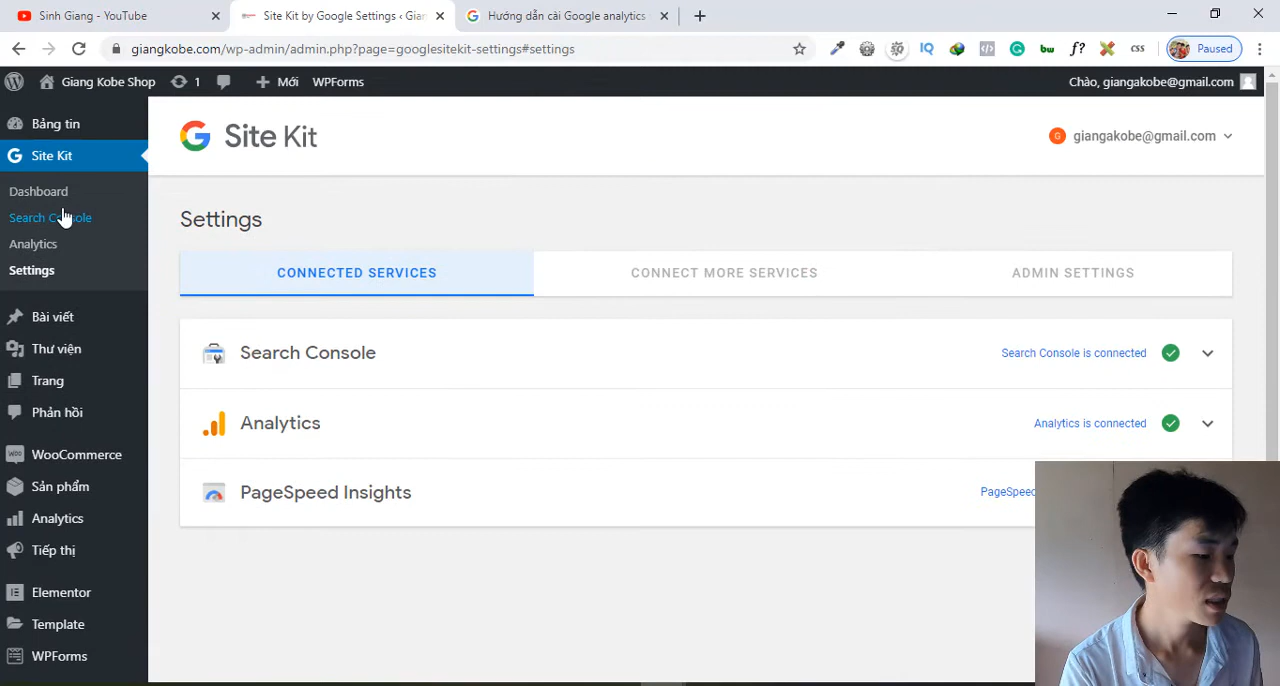 Sinh Giang - YouTube
Site Kit by Google Settings ‹ Gian
Hướng dẫn cài Google analytics
giangkobe.com/wp-admin/admin.php?page=googlesitekit-settings#settings
IQ
bw
f?
css
Paused
Giang Kobe Shop
1
Mới
WPForms
Chào, giangakobe@gmail.com
Bảng tin
Site Kit
Dashboard
Search Console
Analytics
Settings
Bài viết
Thư viện
Trang
Phản hồi
WooCommerce
Sản phẩm
Analytics
Tiếp thị
Elementor
Template
WPForms
Site Kit
G
giangakobe@gmail.com
Settings
CONNECTED SERVICES
CONNECT MORE SERVICES
ADMIN SETTINGS
Search Console
Search Console is connected
Analytics
Analytics is connected
PageSpeed Insights
PageSpeed